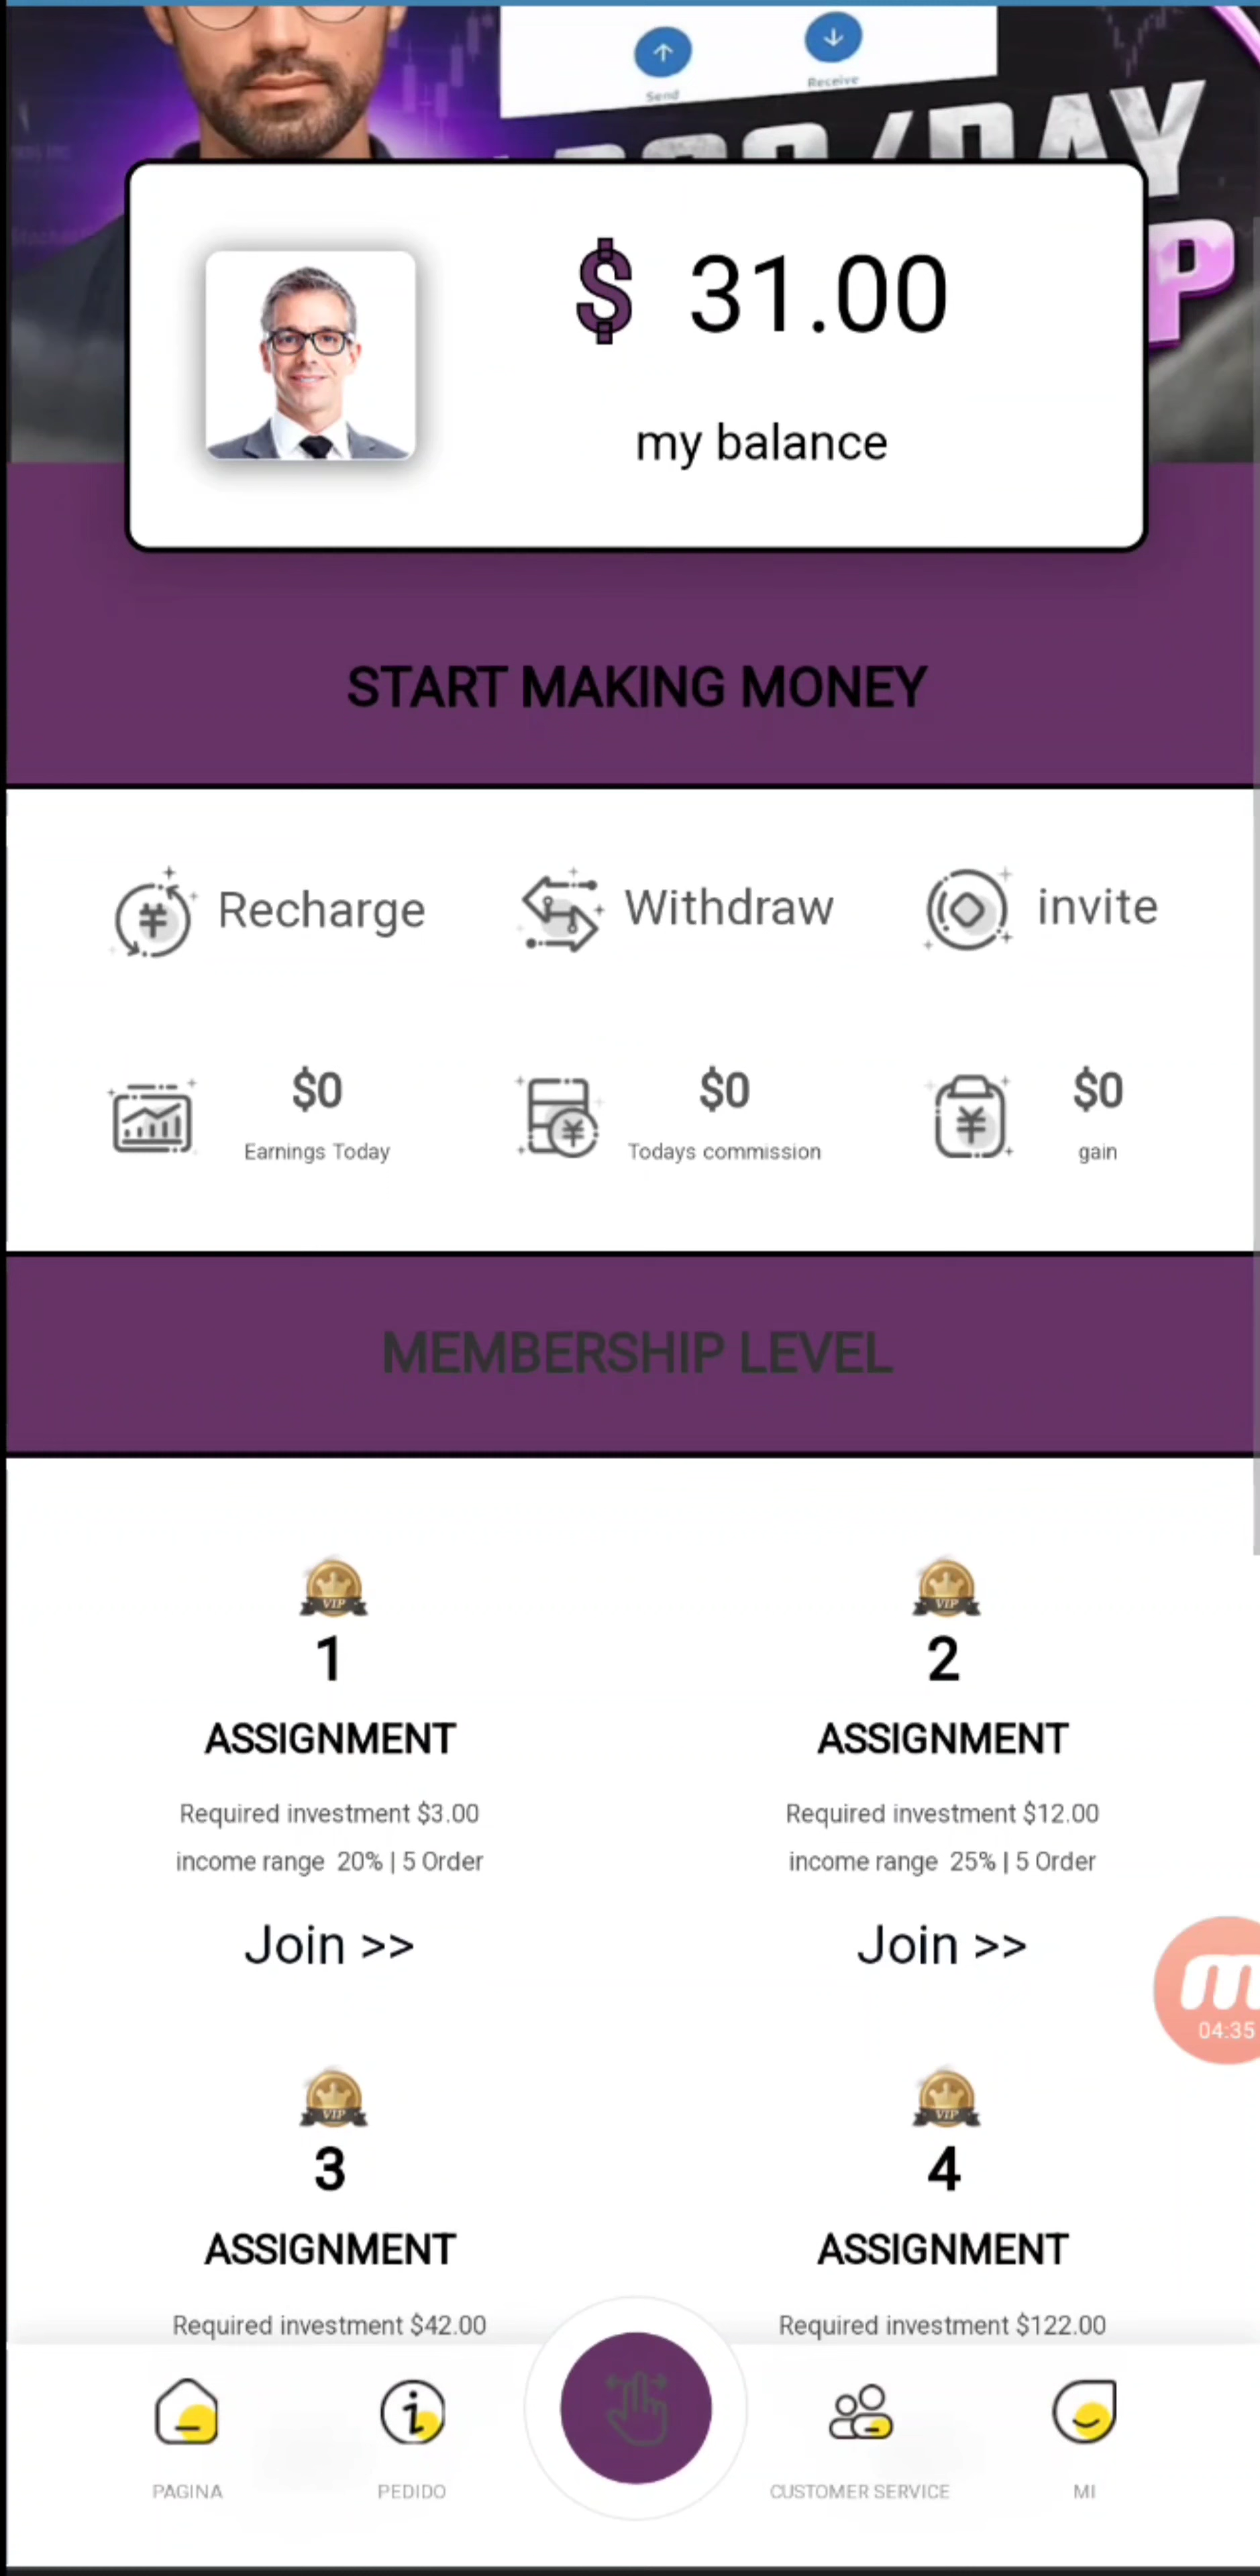 Send
Receive
/DAY
P
$ 31.00
my balance
START MAKING MONEY
Recharge
Withdraw
invite
$0
Earnings Today
$0
Todays commission
$0
gain
MEMBERSHIP LEVEL
VIP
1
ASSIGNMENT
Required investment $3.00
income range 20% | 5 Order
Join >>
VIP
2
ASSIGNMENT
Required investment $12.00
income range 25% | 5 Order
Join >>
04:35
VIP
3
ASSIGNMENT
Required investment $42.00
VIP
4
ASSIGNMENT
Required investment $122.00
PAGINA
PEDIDO
CUSTOMER SERVICE
MI